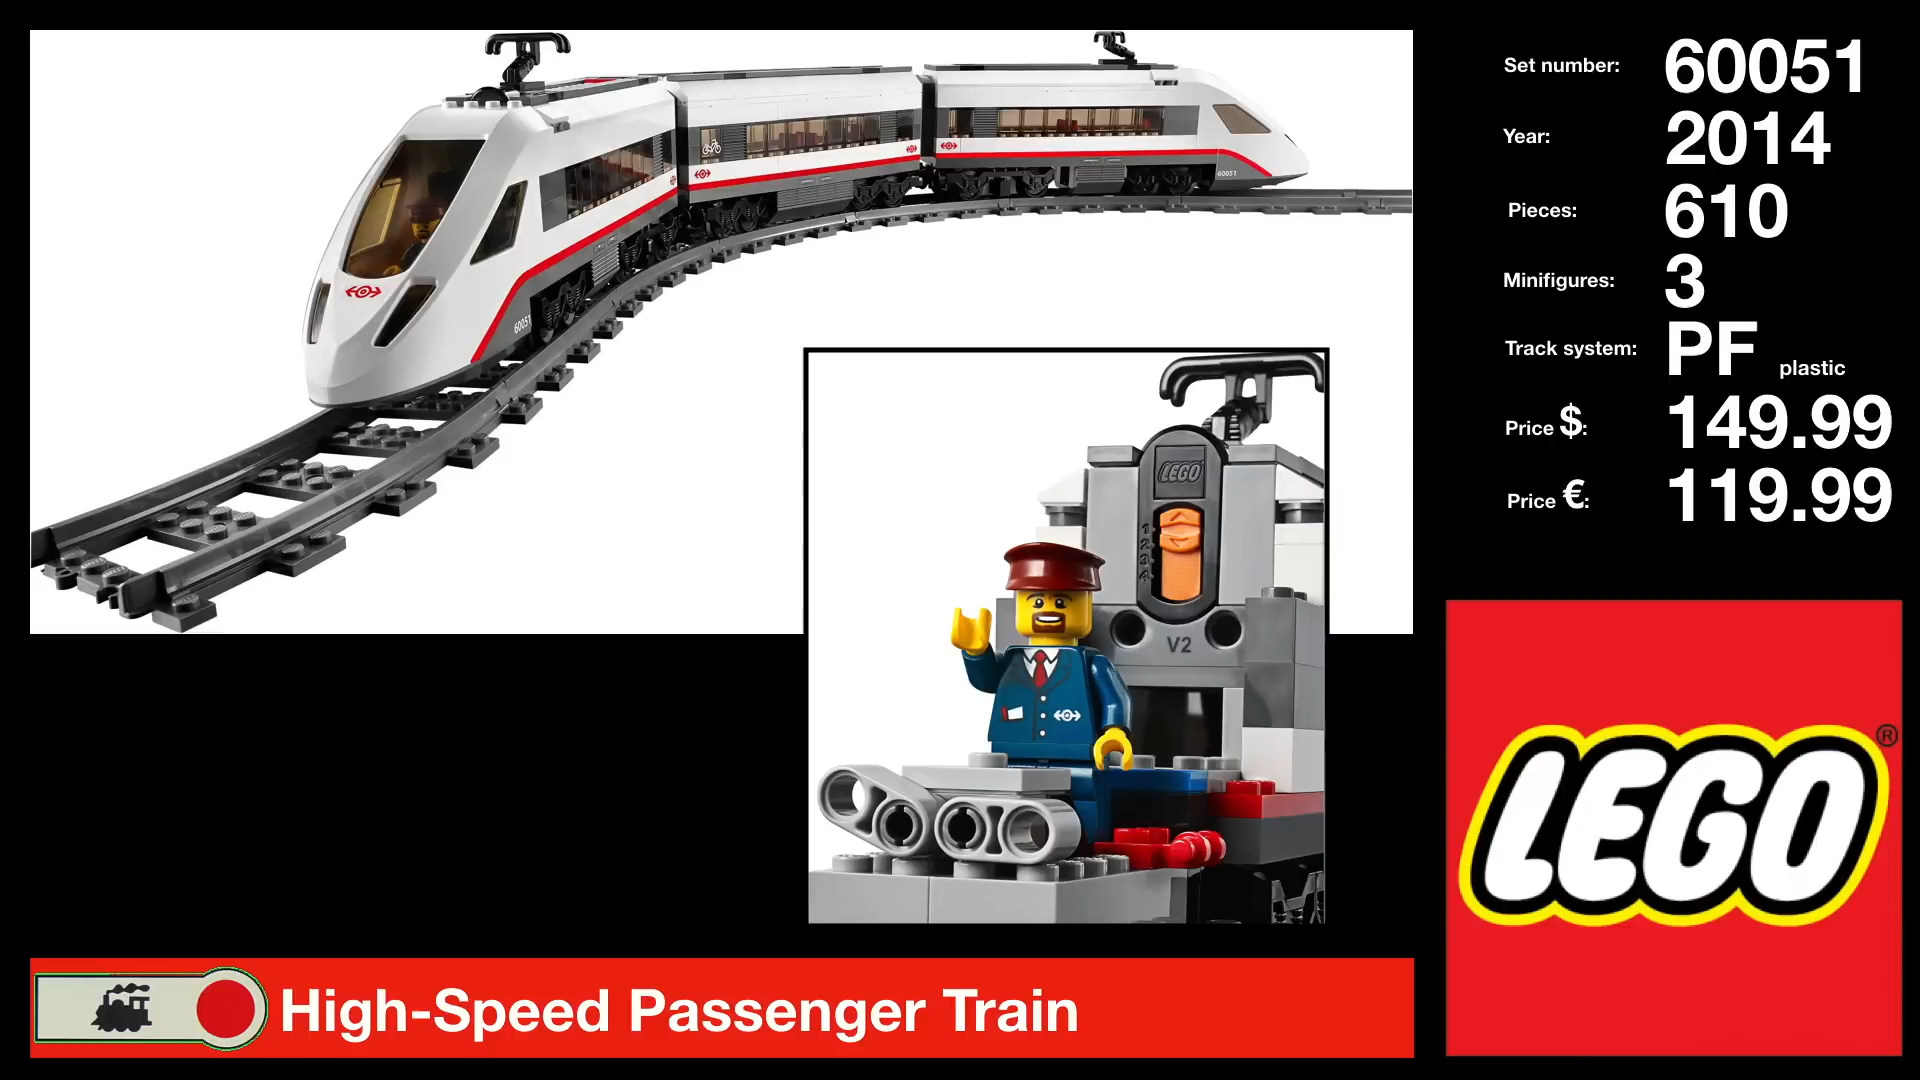 Set number: 60051
Year: 2014
Pieces: 610
Minifigures: 3
Track system: PF plastic
Price $: 149.99
Price €: 119.99
60051
60051
LEGO
1
2
3
4
V2
LEGO®
High-Speed Passenger Train